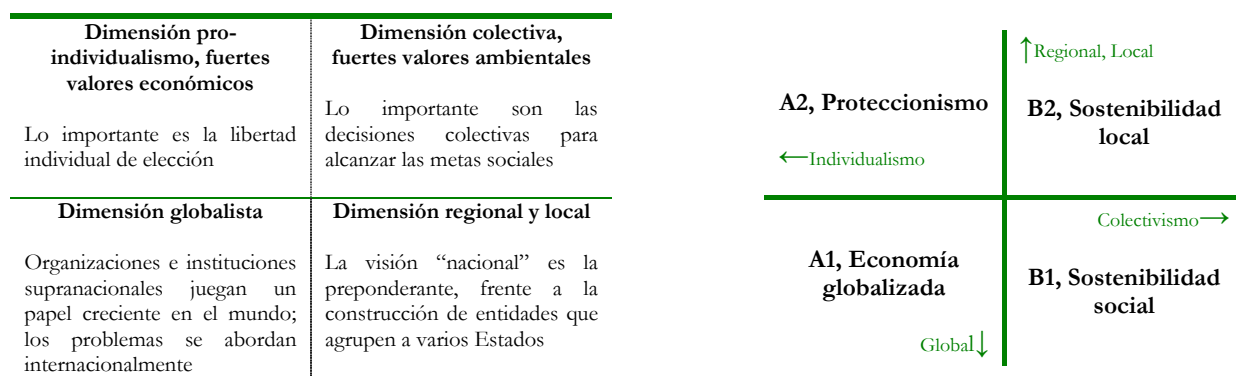 Dimensión pro-
individualismo, fuertes
valores económicos
Lo importante es la libertad
individual de elección
Dimensión colectiva,
fuertes valores ambientales
Lo importante son las
decisiones colectivas para
alcanzar las metas sociales
Dimensión globalista
Organizaciones e instituciones
supranacionales juegan un
papel creciente en el mundo;
los problemas se abordan
internacionalmente
Dimensión regional y local
La visión “nacional” es la
preponderante, frente a la
construcción de entidades que
agrupen a varios Estados
↑Regional, Local
A2, Proteccionismo
←Individualismo
B2, Sostenibilidad
local
Colectivismo→
A1, Economía
globalizada
Global↓
B1, Sostenibilidad
social